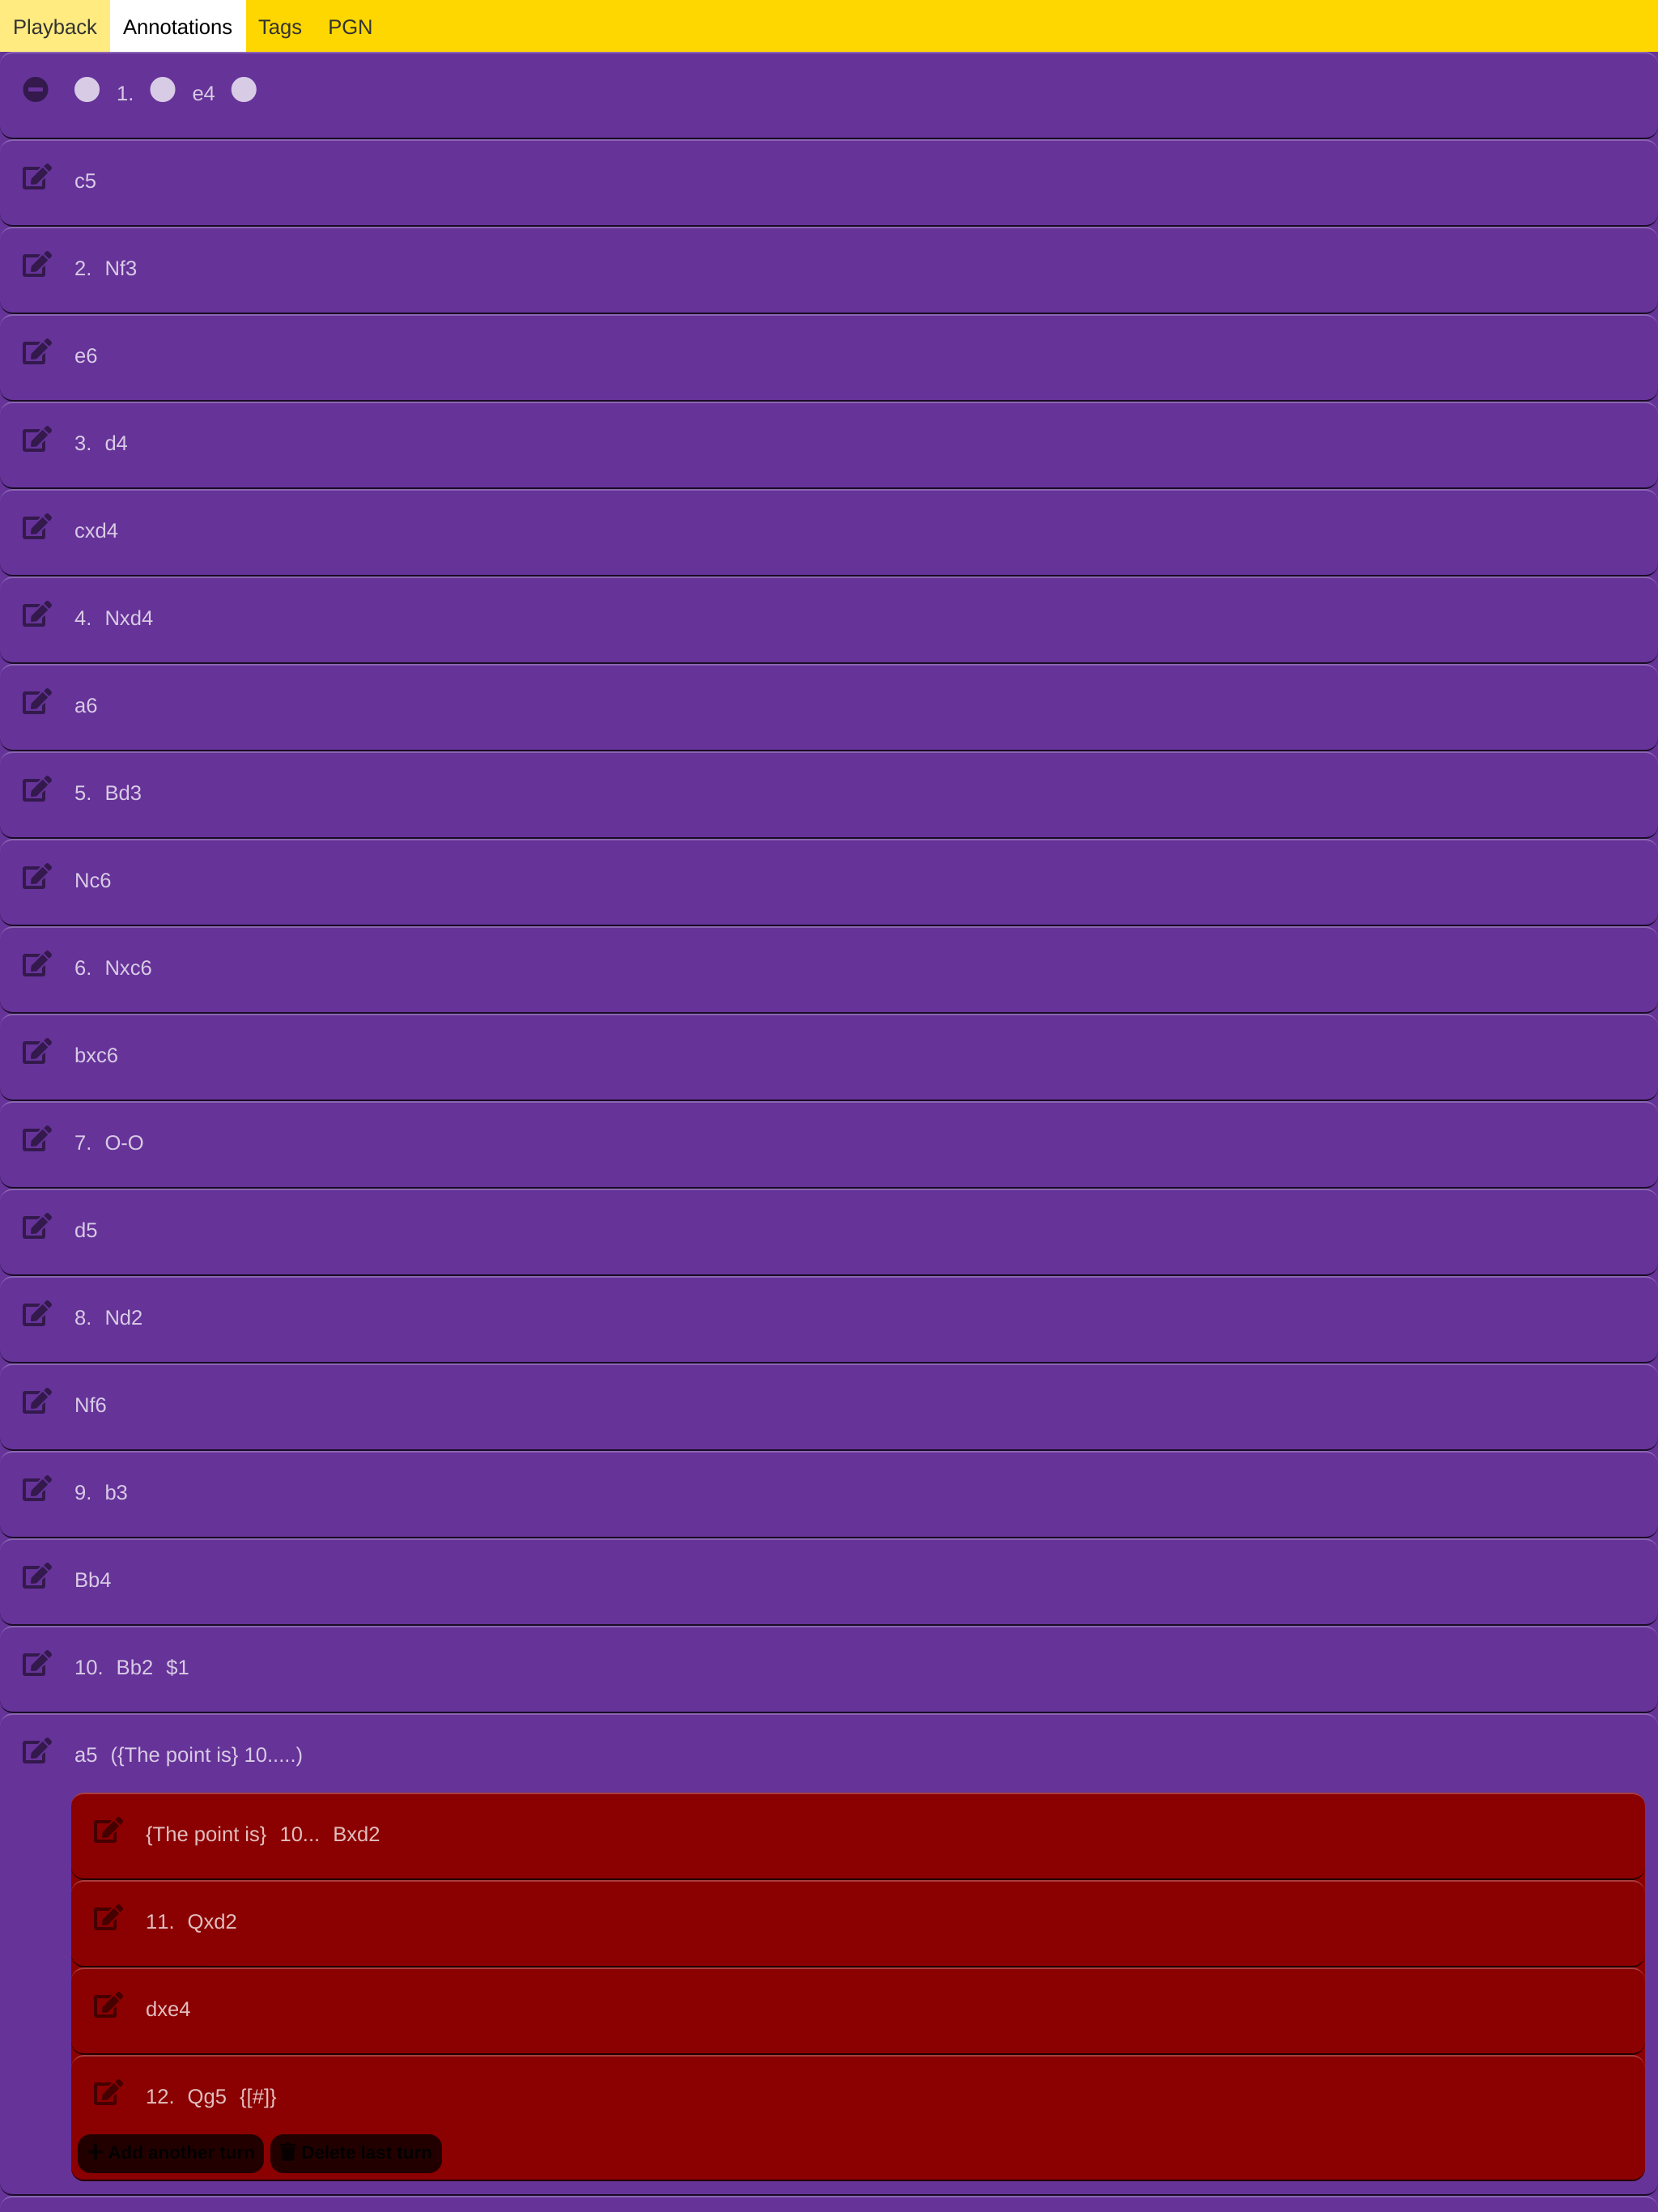 Playback Annotations Tags PGN
1. e4
c5
2. Nf3
e6
3. d4
cxd4
4. Nxd4
a6
5. Bd3
Nc6
6. Nxc6
bxc6
7. O-O
d5
8. Nd2
Nf6
9. b3
Bb4
10. Bb2 $1
a5 ({The point is} 10.....)
{The point is} 10... Bxd2
11. Qxd2
dxe4
12. Qg5 {[#]}
Add another turn Delete last turn